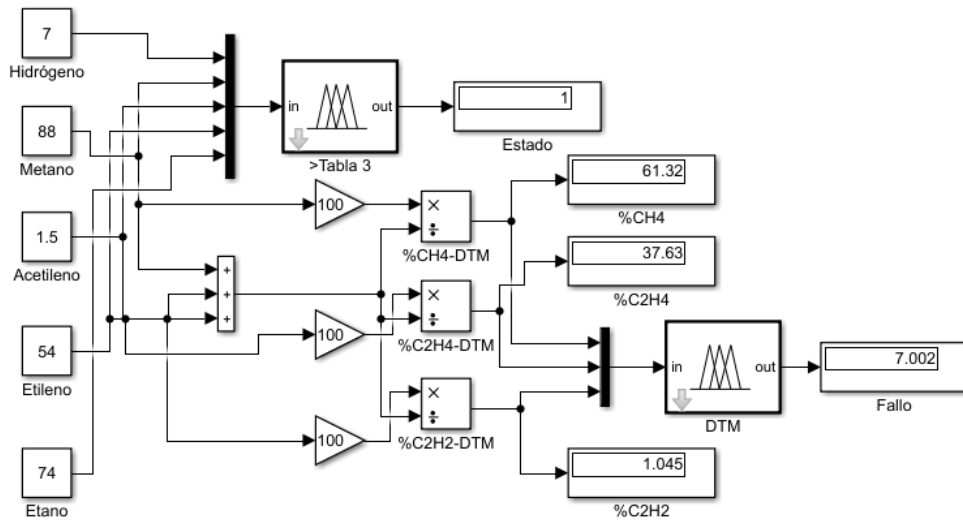 7
Hidrógeno
88
Metano
1.5
Acetileno
54
Etileno
74
Etano
in
out
>Tabla 3
1
Estado
100
×
÷
%CH4-DTM
61.32
%CH4
+
+
+
100
×
÷
%C2H4-DTM
37.63
%C2H4
100
×
÷
%C2H2-DTM
in
out
DTM
7.002
Fallo
1.045
%C2H2